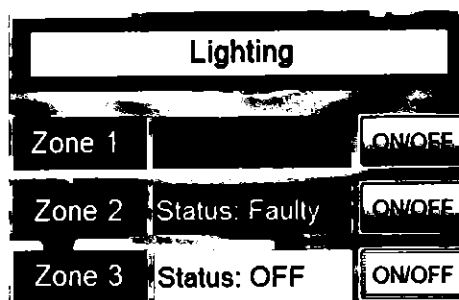 Lighting
Zone 1 ON/OFF
Zone 2 Status: Faulty ON/OFF
Zone 3 Status: OFF ON/OFF